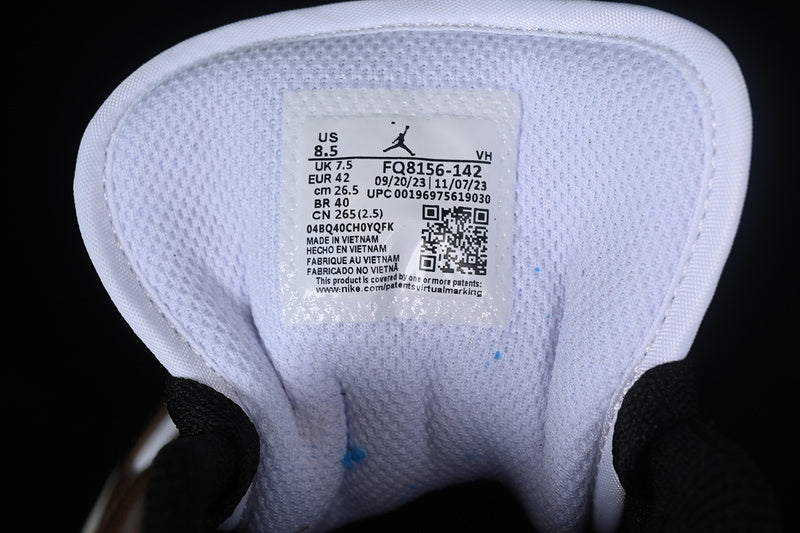 US
8.5
VH
UK 7.5
FQ8156-142
EUR 42
09/20/23 | 11/07/23
cm 26.5
UPC 00196975619030
BR 40
CN 265(2.5)
04BQ40CH0YQFK
MADE IN VIETNAM
HECHO EN VIETNAM
FABRIQUE AU VIETNAM
FABRICADO NO VIETNÃ
This product is covered by one or more patents:
www.nike.com/patentsvirtualmarking